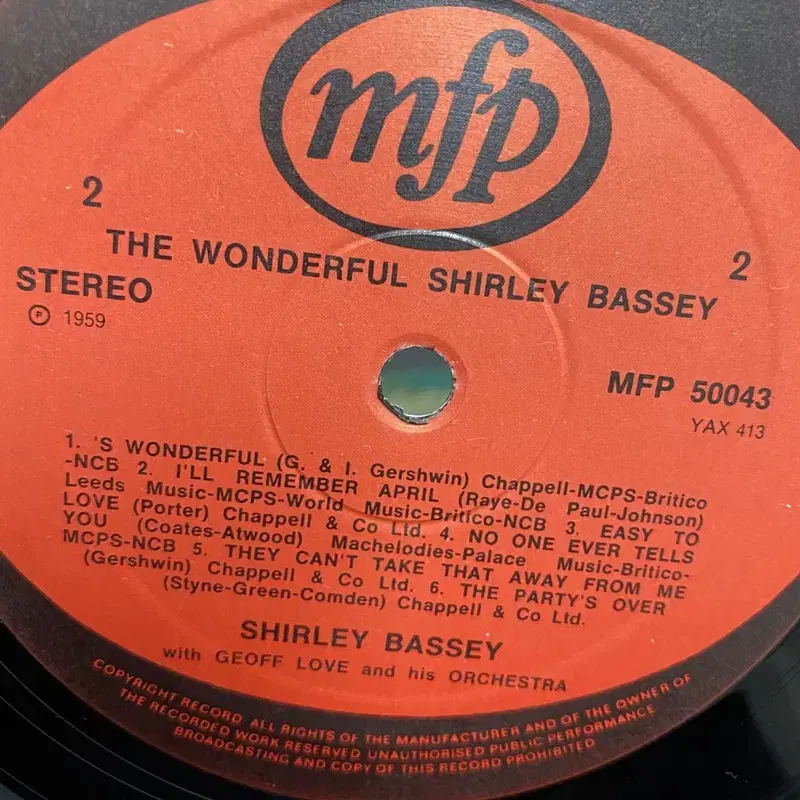 mfp
2
2
THE WONDERFUL SHIRLEY BASSEY
STEREO
Ⓟ 1959
MFP 50043
YAX 413
1. 'S WONDERFUL (G. & I. Gershwin) Chappell-MCPS-Britico
-NCB 2. I'LL REMEMBER APRIL (Raye-De Paul-Johnson)
Leeds Music-MCPS-World Music-Britico-NCB 3. EASY TO
LOVE (Porter) Chappell & Co Ltd. 4. NO ONE EVER TELLS
YOU (Coates-Atwood) Machelodies-Palace Music-Britico-
MCPS-NCB 5. THEY CAN'T TAKE THAT AWAY FROM ME
(Gershwin) Chappell & Co Ltd. 6. THE PARTY'S OVER
(Styne-Green-Comden) Chappell & Co Ltd.
SHIRLEY BASSEY
with GEOFF LOVE and his ORCHESTRA
COPYRIGHT RECORD ALL RIGHTS OF THE MANUFACTURER AND OF THE OWNER OF
THE RECORDED WORK RESERVED UNAUTHORISED PUBLIC PERFORMANCE
BROADCASTING AND COPY OF THIS RECORD PROHIBITED